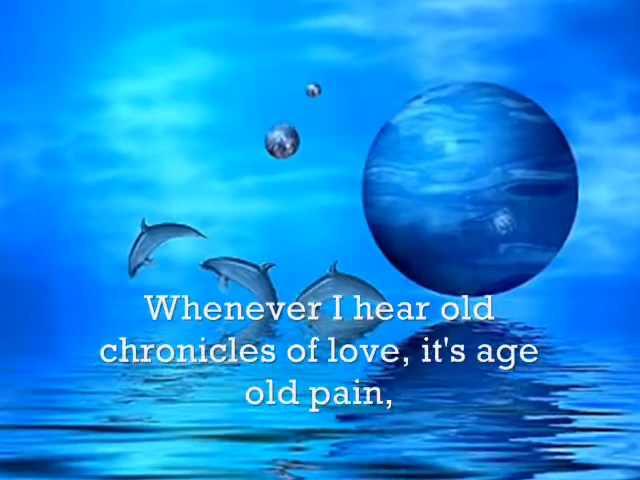 Whenever I hear old
chronicles of love, it's age
old pain,